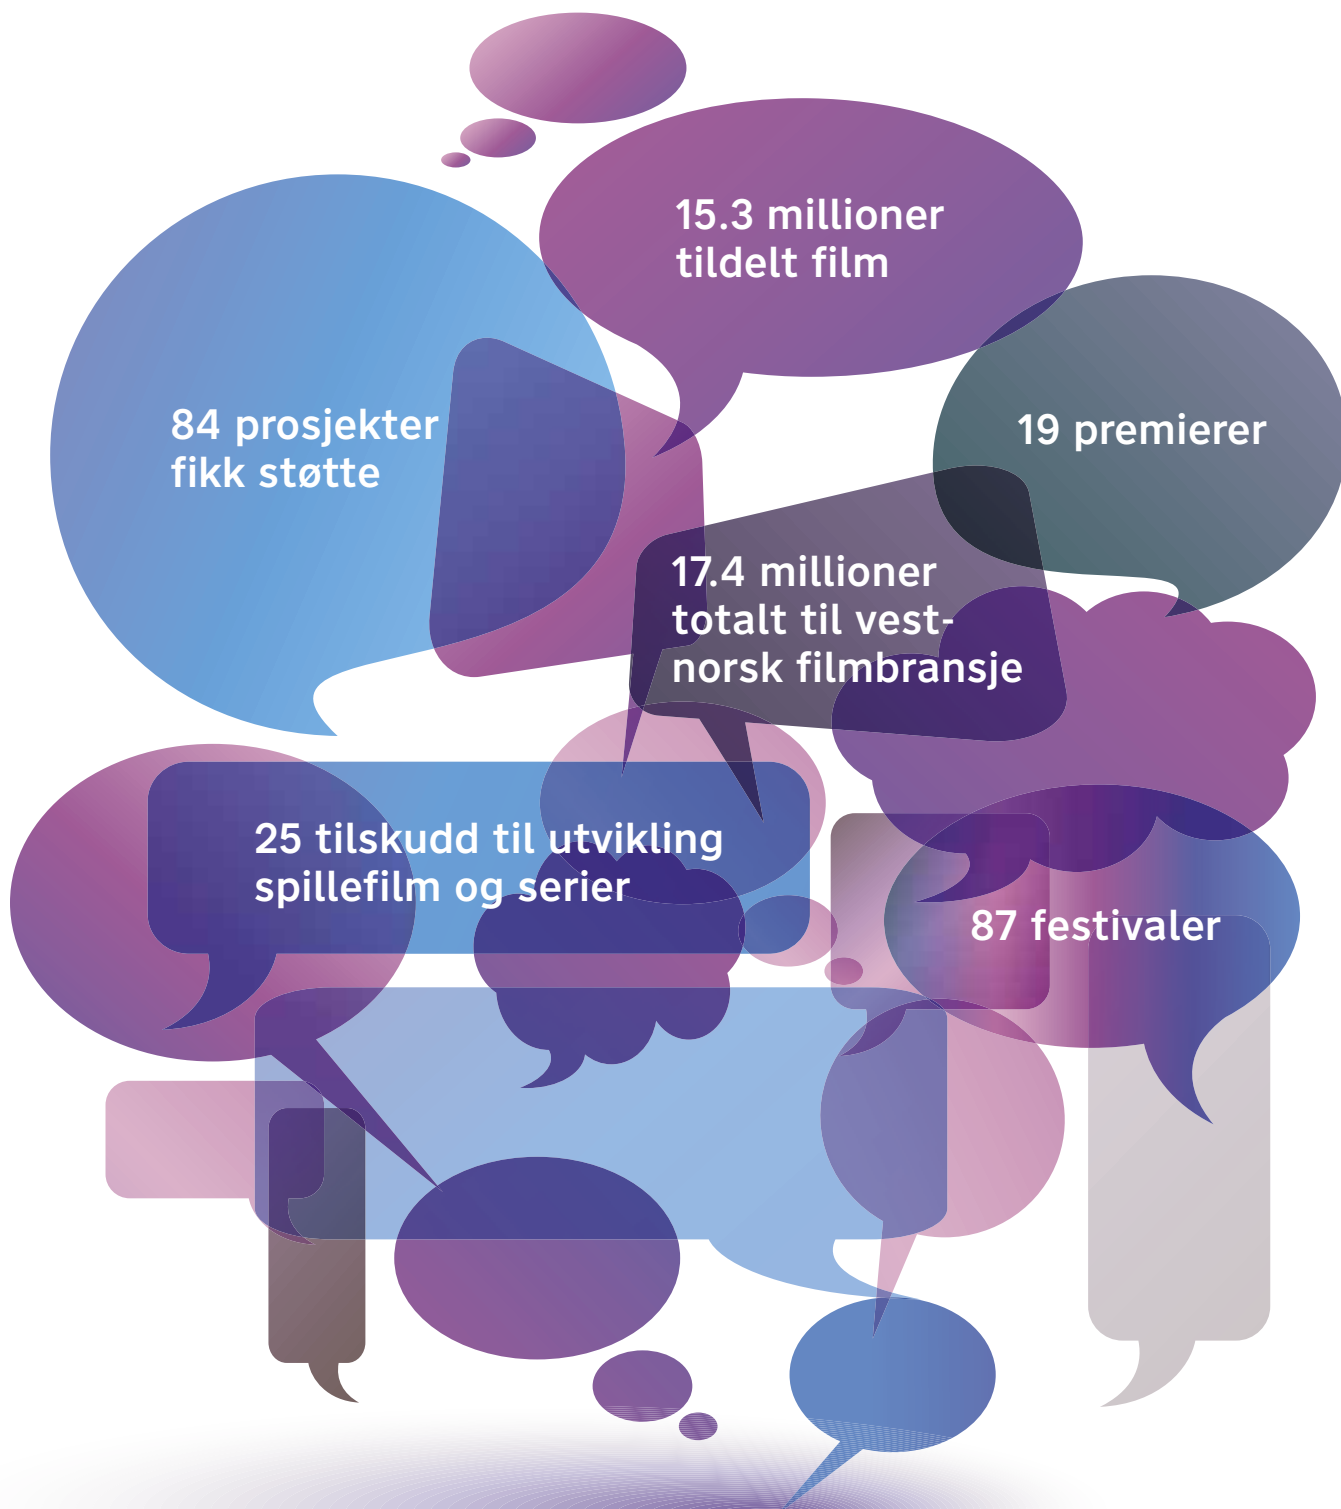 15.3 millioner
tildelt film
84 prosjekter
fikk støtte
19 premierer
17.4 millioner
totalt til vest-
norsk filmbransje
25 tilskudd til utvikling
spillefilm og serier
87 festivaler